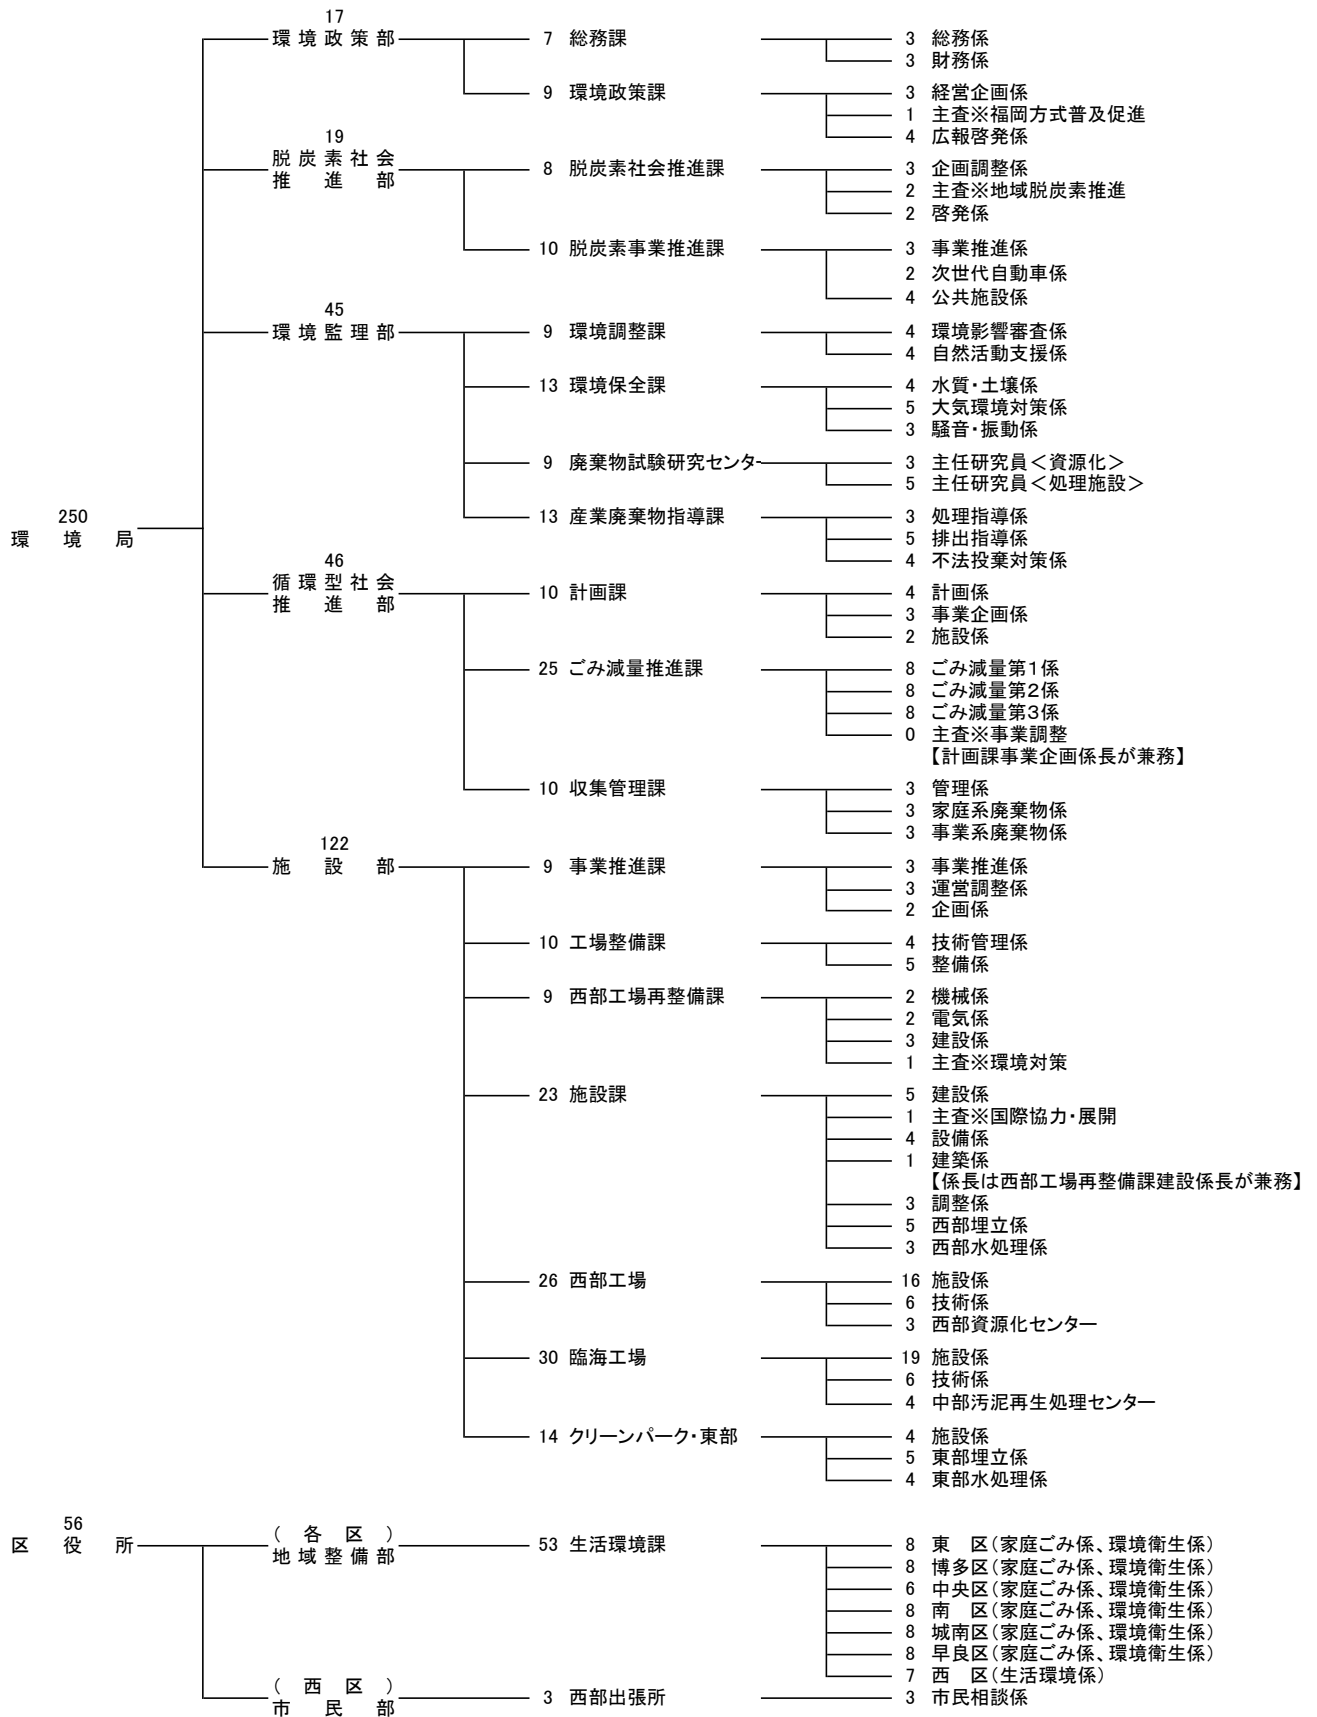 17
環境政策部 7 総務課 3 総務係
3 財務係
9 環境政策課 3 経営企画係
1 主査※福岡方式普及促進
4 広報啓発係
19
脱炭素社会
推進部 8 脱炭素社会推進課 3 企画調整係
2 主査※地域脱炭素推進
2 啓発係
10 脱炭素事業推進課 3 事業推進係
2 次世代自動車係
4 公共施設係
45
環境監理部 9 環境調整課 4 環境影響審査係
4 自然活動支援係
13 環境保全課 4 水質・土壌係
5 大気環境対策係
3 騒音・振動係
9 廃棄物試験研究センター 3 主任研究員＜資源化＞
5 主任研究員＜処理施設＞
250
環境局
13 産業廃棄物指導課 3 処理指導係
5 排出指導係
4 不法投棄対策係
46
循環型社会
推進部 10 計画課 4 計画係
3 事業企画係
2 施設係
25 ごみ減量推進課 8 ごみ減量第１係
8 ごみ減量第２係
8 ごみ減量第３係
0 主査※事業調整
【計画課事業企画係長が兼務】
10 収集管理課 3 管理係
3 家庭系廃棄物係
3 事業系廃棄物係
122
施設部 9 事業推進課 3 事業推進係
3 運営調整係
2 企画係
10 工場整備課 4 技術管理係
5 整備係
9 西部工場再整備課 2 機械係
2 電気係
3 建設係
1 主査※環境対策
23 施設課 5 建設係
1 主査※国際協力・展開
4 設備係
1 建築係
【係長は西部工場再整備課建設係長が兼務】
3 調整係
5 西部埋立係
3 西部水処理係
26 西部工場 16 施設係
6 技術係
3 西部資源化センター
30 臨海工場 19 施設係
6 技術係
4 中部汚泥再生処理センター
14 クリーンパーク・東部 4 施設係
5 東部埋立係
4 東部水処理係
56
区役所
（各区）
地域整備部 53 生活環境課 8 東　区（家庭ごみ係、環境衛生係）
8 博多区（家庭ごみ係、環境衛生係）
6 中央区（家庭ごみ係、環境衛生係）
8 南　区（家庭ごみ係、環境衛生係）
8 城南区（家庭ごみ係、環境衛生係）
8 早良区（家庭ごみ係、環境衛生係）
7 西　区（生活環境係）
（西区）
市民部 3 西部出張所 3 市民相談係